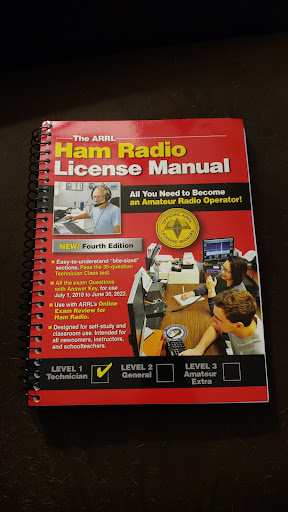 The ARRL
Ham Radio
License Manual
All You Need to Become
an Amateur Radio Operator!
NEW! Fourth Edition
Easy-to-understand "bite-sized"
sections. Pass the 35-question
Technician Class test.
All the exam Questions
with Answer Key, for use
July 1, 2018 to June 30, 2022.
Use with ARRL's Online
Exam Review for
Ham Radio.
Designed for self-study and
classroom use. Intended for
all newcomers, instructors,
and schoolteachers.
LEVEL 1
Technician
LEVEL 2
General
LEVEL 3
Amateur
Extra